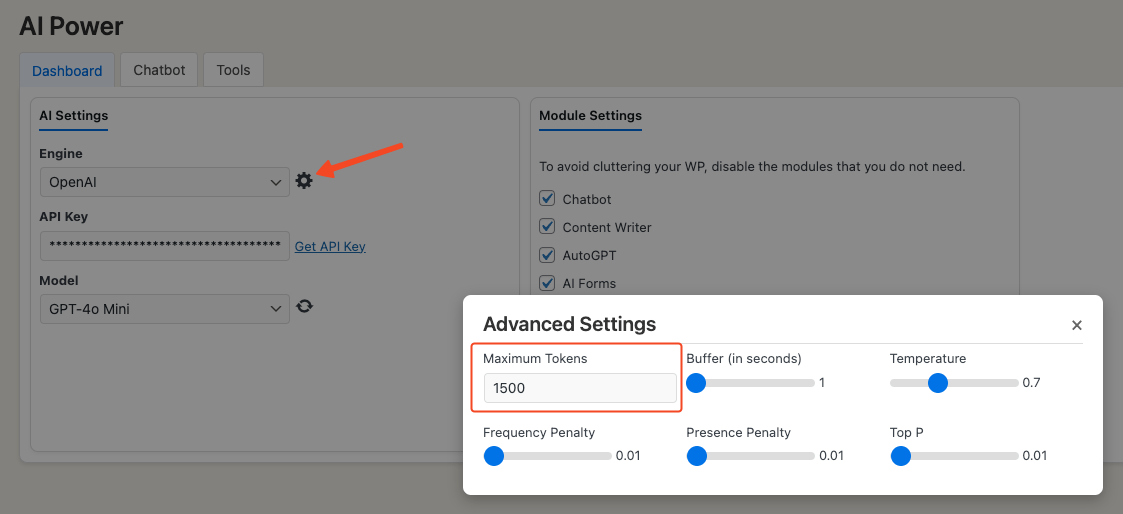 AI Power
Dashboard
Chatbot
Tools
AI Settings
Engine
OpenAI
API Key
************************************
Get API Key
Model
GPT-4o Mini
Module Settings
To avoid cluttering your WP, disable the modules that you do not need.
Chatbot
Content Writer
AutoGPT
AI Forms
Advanced Settings
×
Maximum Tokens
1500
Buffer (in seconds)
1
Temperature
0.7
Frequency Penalty
0.01
Presence Penalty
0.01
Top P
0.01